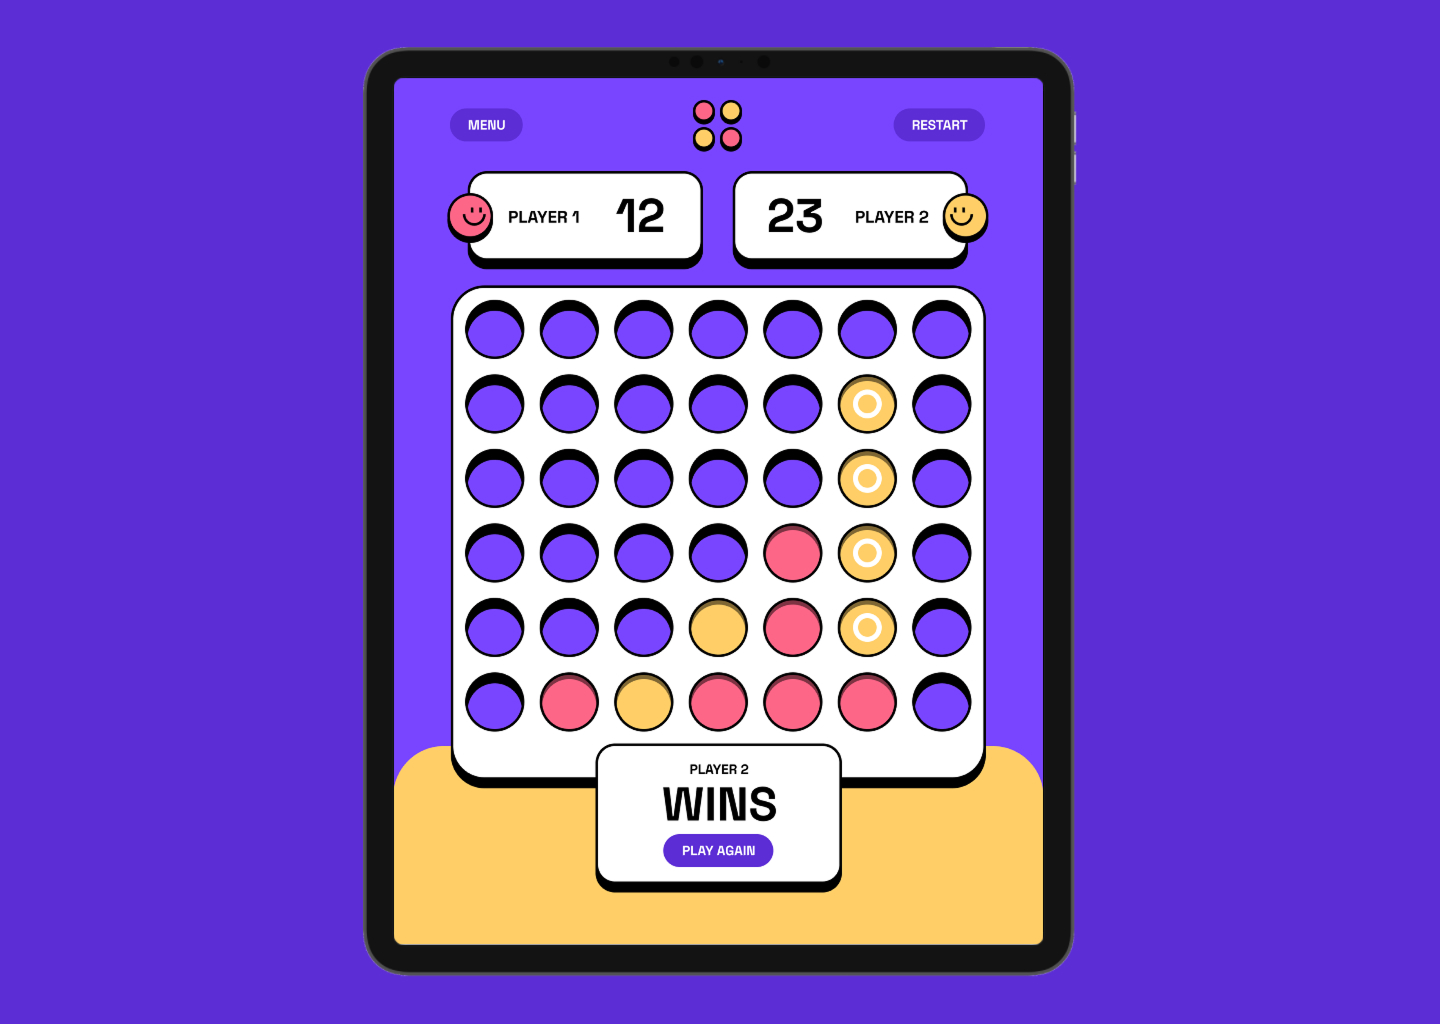 MENU
RESTART
PLAYER 1
12
23
PLAYER 2
PLAYER 2
WINS
PLAY AGAIN